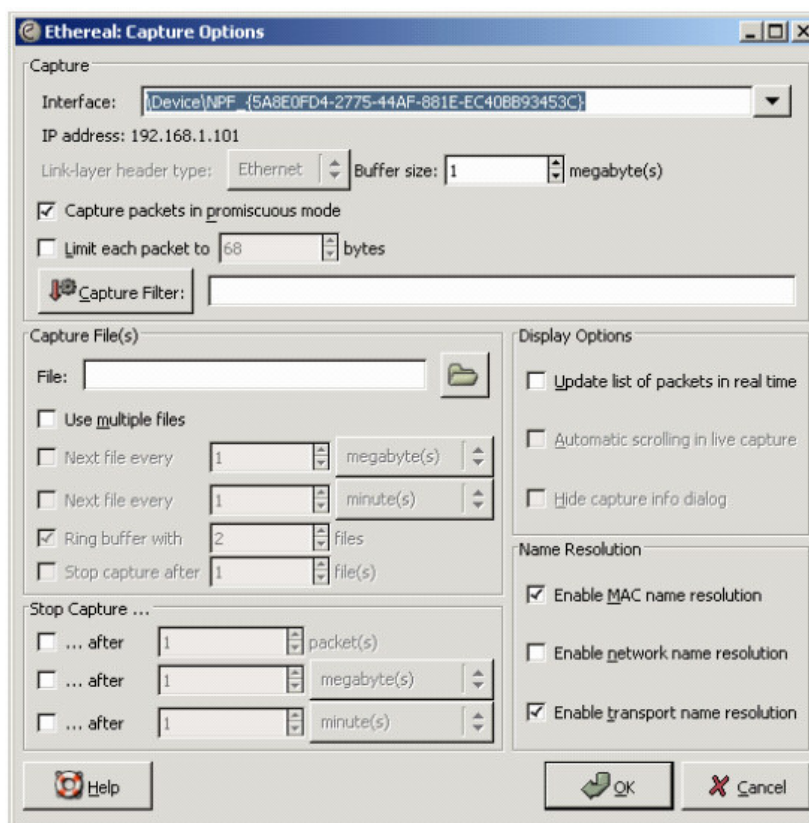 Ethereal: Capture Options
Capture
Interface: \Device\NPF_{5A8E0FD4-2775-44AF-881E-EC40BB93453C}
IP address: 192.168.1.101
Link-layer header type: Ethernet Buffer size: 1 megabyte(s)
Capture packets in promiscuous mode
Limit each packet to 68 bytes
Capture Filter:
Capture File(s)
File:
Use multiple files
Next file every 1 megabyte(s)
Next file every 1 minute(s)
Ring buffer with 2 files
Stop capture after 1 file(s)
Stop Capture ...
... after 1 packet(s)
... after 1 megabyte(s)
... after 1 minute(s)
Display Options
Update list of packets in real time
Automatic scrolling in live capture
Hide capture info dialog
Name Resolution
Enable MAC name resolution
Enable network name resolution
Enable transport name resolution
Help OK Cancel